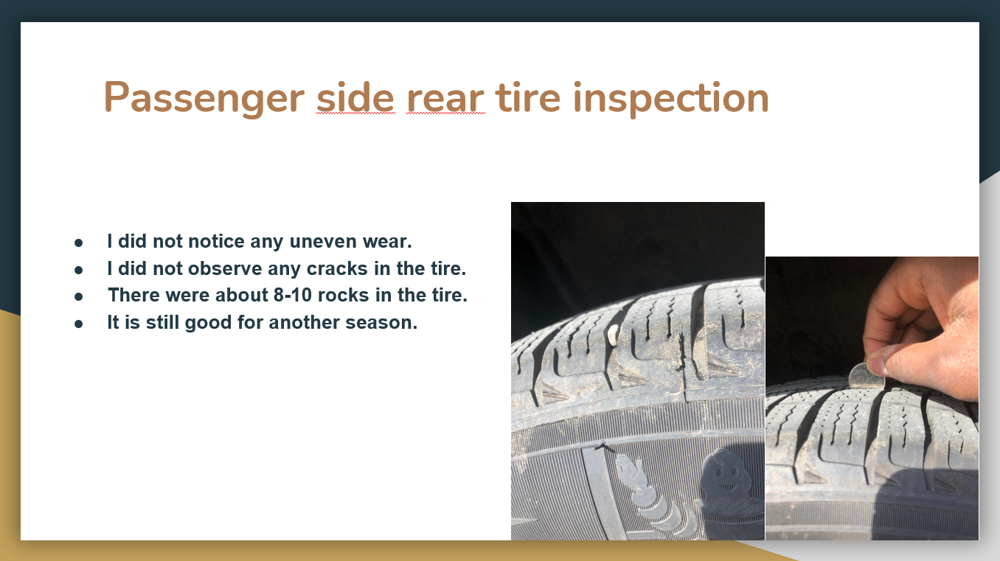 Passenger side rear tire inspection
● I did not notice any uneven wear.
● I did not observe any cracks in the tire.
● There were about 8-10 rocks in the tire.
● It is still good for another season.